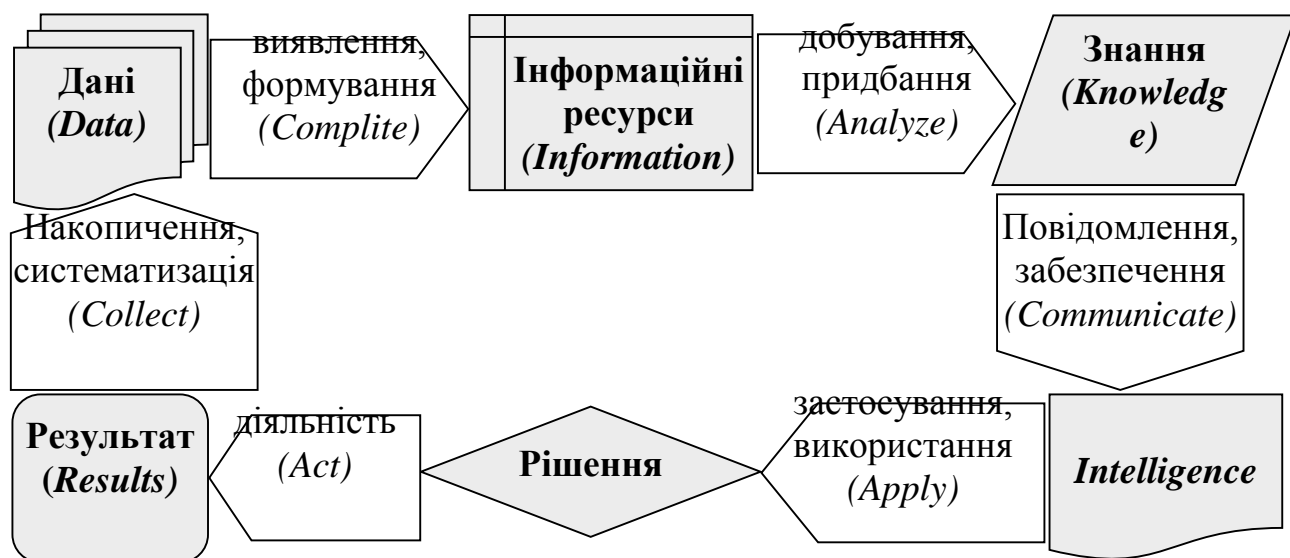 Дані
(Data)
виявлення,
формування
(Complite)
Інформаційні
ресурси
(Information)
добування,
придбання
(Analyze)
Знання
(Knowledg
e)
Накопичення,
систематизація
(Collect)
Повідомлення,
забезпечення
(Communicate)
Результат
(Results)
діяльність
(Act)
Рішення
застосування,
використання
(Apply)
Intelligence